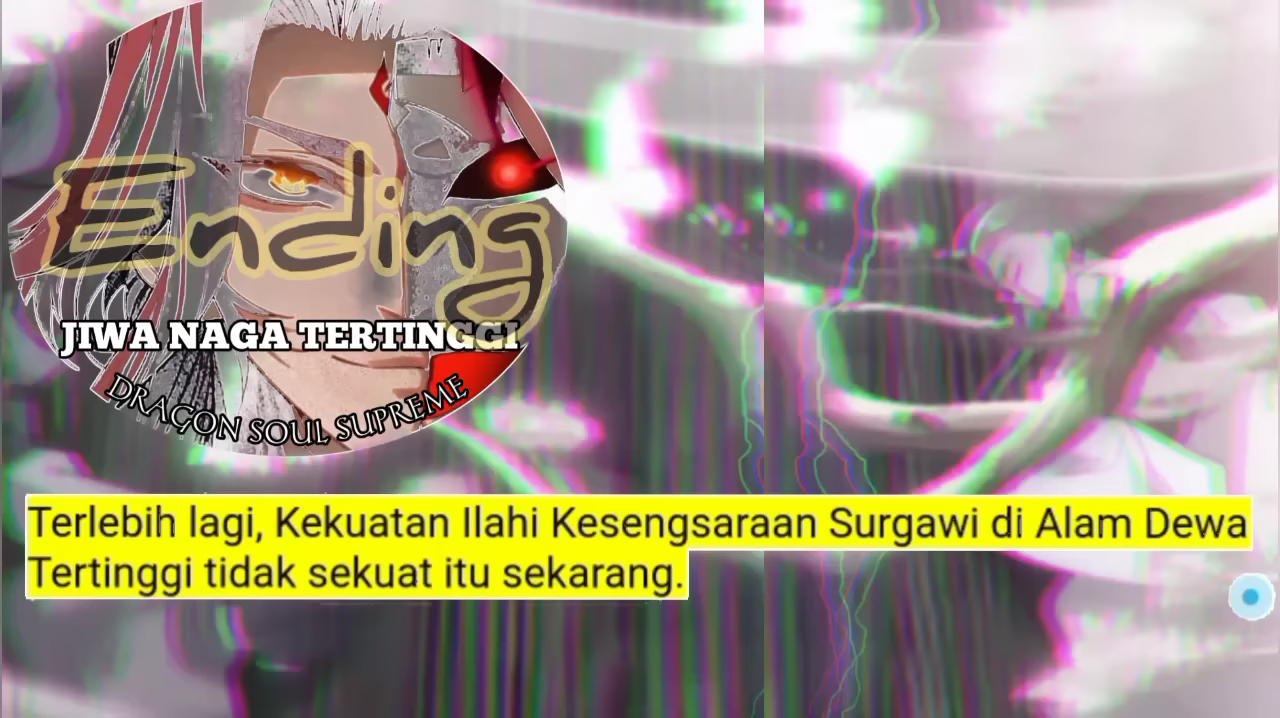 Ending
JIWA NAGA TERTINGGI
DRAGON SOUL SUPREME
Terlebih lagi, Kekuatan Ilahi Kesengsaraan Surgawi di Alam Dewa
Tertinggi tidak sekuat itu sekarang.